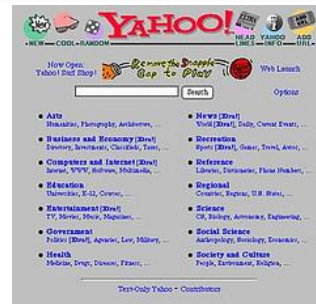 New
YAHOO!
EXTRA
ADD URL
NEW COOL RANDOM
HEAD LINES YAHOO INFO ADD URL
Now Open:
Yahoo! Surf Shop!
Remove the Snapple
Cap to Play
Web Launch
Search
Options
Arts
Humanities, Photography, Architecture, ...
Business and Economy [Xtra!]
Directory, Investments, Classifieds, Taxes, ...
Computers and Internet [Xtra!]
Internet, WWW, Software, Multimedia, ...
Education
Universities, K-12, Courses, ...
Entertainment [Xtra!]
TV, Movies, Music, Magazines, ...
Government
Politics [Xtra!], Agencies, Law, Military, ...
Health
Medicine, Drugs, Diseases, Fitness, ...
News [Xtra!]
World [Xtra!], Daily, Current Events, ...
Recreation
Sports [Xtra!], Games, Travel, Autos, ...
Reference
Libraries, Dictionaries, Phone Numbers, ...
Regional
Countries, Regions, U.S. States, ...
Science
CS, Biology, Astronomy, Engineering, ...
Social Science
Anthropology, Sociology, Economics, ...
Society and Culture
People, Environment, Religion, ...
Text-Only Yahoo - Contributors